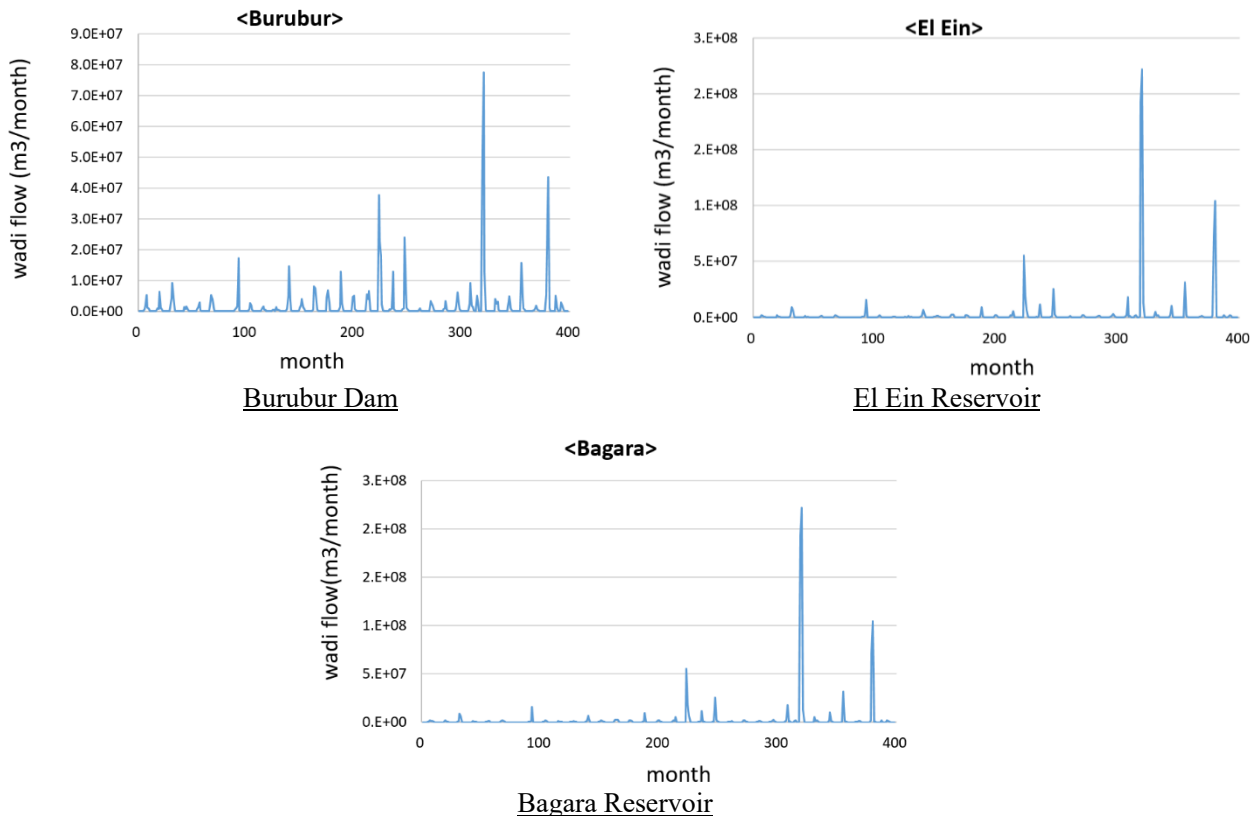 <Burubur>
wadi flow (m3/month)
9.0E+07
8.0E+07
7.0E+07
6.0E+07
5.0E+07
4.0E+07
3.0E+07
2.0E+07
1.0E+07
0.0E+00
0 100 200 300 400
month
Burubur Dam
<El Ein>
wadi flow (m3/month)
3.E+08
2.E+08
2.E+08
1.E+08
5.E+07
0.E+00
0 100 200 300 400
month
El Ein Reservoir
<Bagara>
wadi flow(m3/month)
3.E+08
2.E+08
2.E+08
1.E+08
5.E+07
0.E+00
0 100 200 300 400
month
Bagara Reservoir